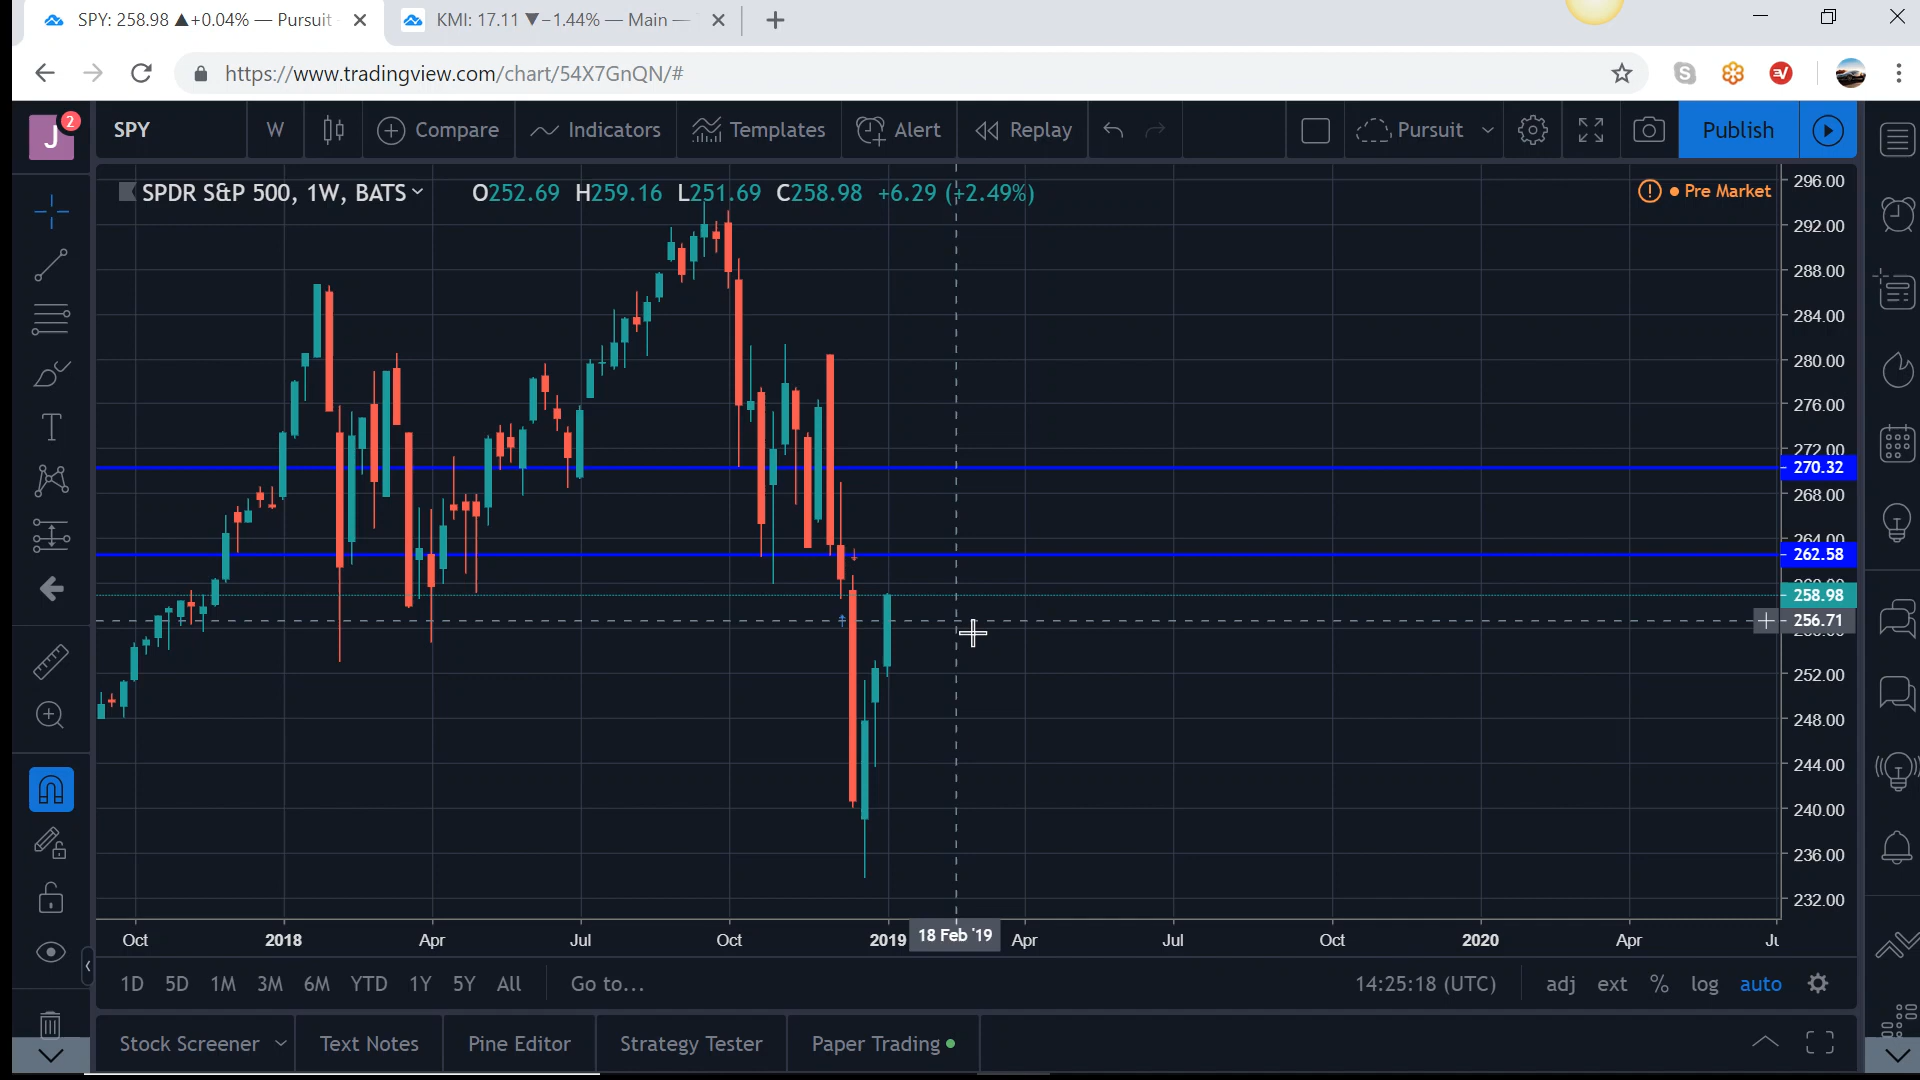 SPY: 258.98 ▲+0.04% — Pursuit
KMI: 17.11 ▼−1.44% — Main —
https://www.tradingview.com/chart/54X7GnQN/#
J 2
SPY W Compare Indicators Templates Alert Replay Pursuit Publish
SPDR S&P 500, 1W, BATS O252.69 H259.16 L251.69 C258.98 +6.29 (+2.49%)
Pre Market
296.00
292.00
288.00
284.00
280.00
276.00
272.00
270.32
268.00
264.00
262.58
258.98
256.71
252.00
248.00
244.00
240.00
236.00
232.00
Oct 2018 Apr Jul Oct 2019 18 Feb '19 Apr Jul Oct 2020 Apr
1D 5D 1M 3M 6M YTD 1Y 5Y All Go to... 14:25:18 (UTC) adj ext % log auto
Stock Screener Text Notes Pine Editor Strategy Tester Paper Trading